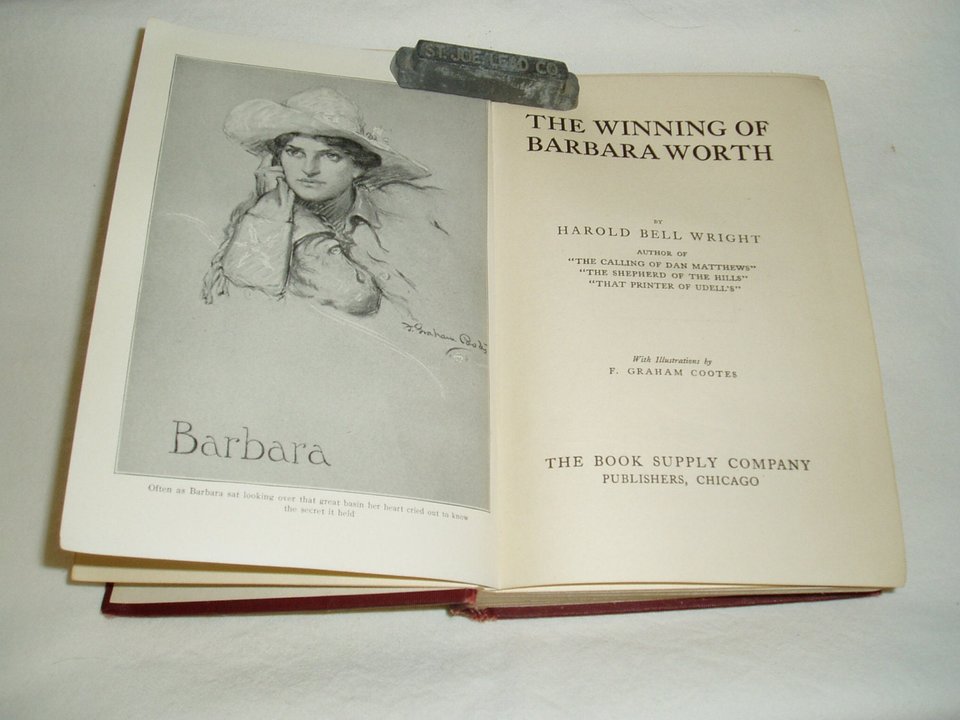 ST. JOE LEAD CO.
F. Graham Cootes
Barbara
Often as Barbara sat looking over that great basin her heart cried out to know
the secret it held
THE WINNING OF
BARBARA WORTH
BY
HAROLD BELL WRIGHT
AUTHOR OF
"THE CALLING OF DAN MATTHEWS"
"THE SHEPHERD OF THE HILLS"
"THAT PRINTER OF UDELL'S"
With Illustrations by
F. GRAHAM COOTES
THE BOOK SUPPLY COMPANY
PUBLISHERS, CHICAGO